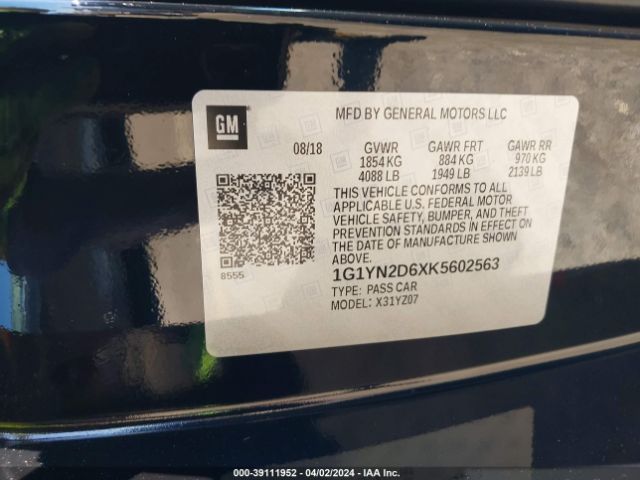 GM
MFD BY GENERAL MOTORS LLC
08/18 GVWR GAWR FRT GAWR RR
1854 KG 884 KG 970 KG
4088 LB 1949 LB 2139 LB
THIS VEHICLE CONFORMS TO ALL
APPLICABLE U.S. FEDERAL MOTOR
VEHICLE SAFETY, BUMPER, AND THEFT
PREVENTION STANDARDS IN EFFECT ON
THE DATE OF MANUFACTURE SHOWN
ABOVE.
8555
1G1YN2D6XK5602563
TYPE: PASS CAR
MODEL: X31YZ07
000-39111952 | 04/02/2024 | IAA Inc.